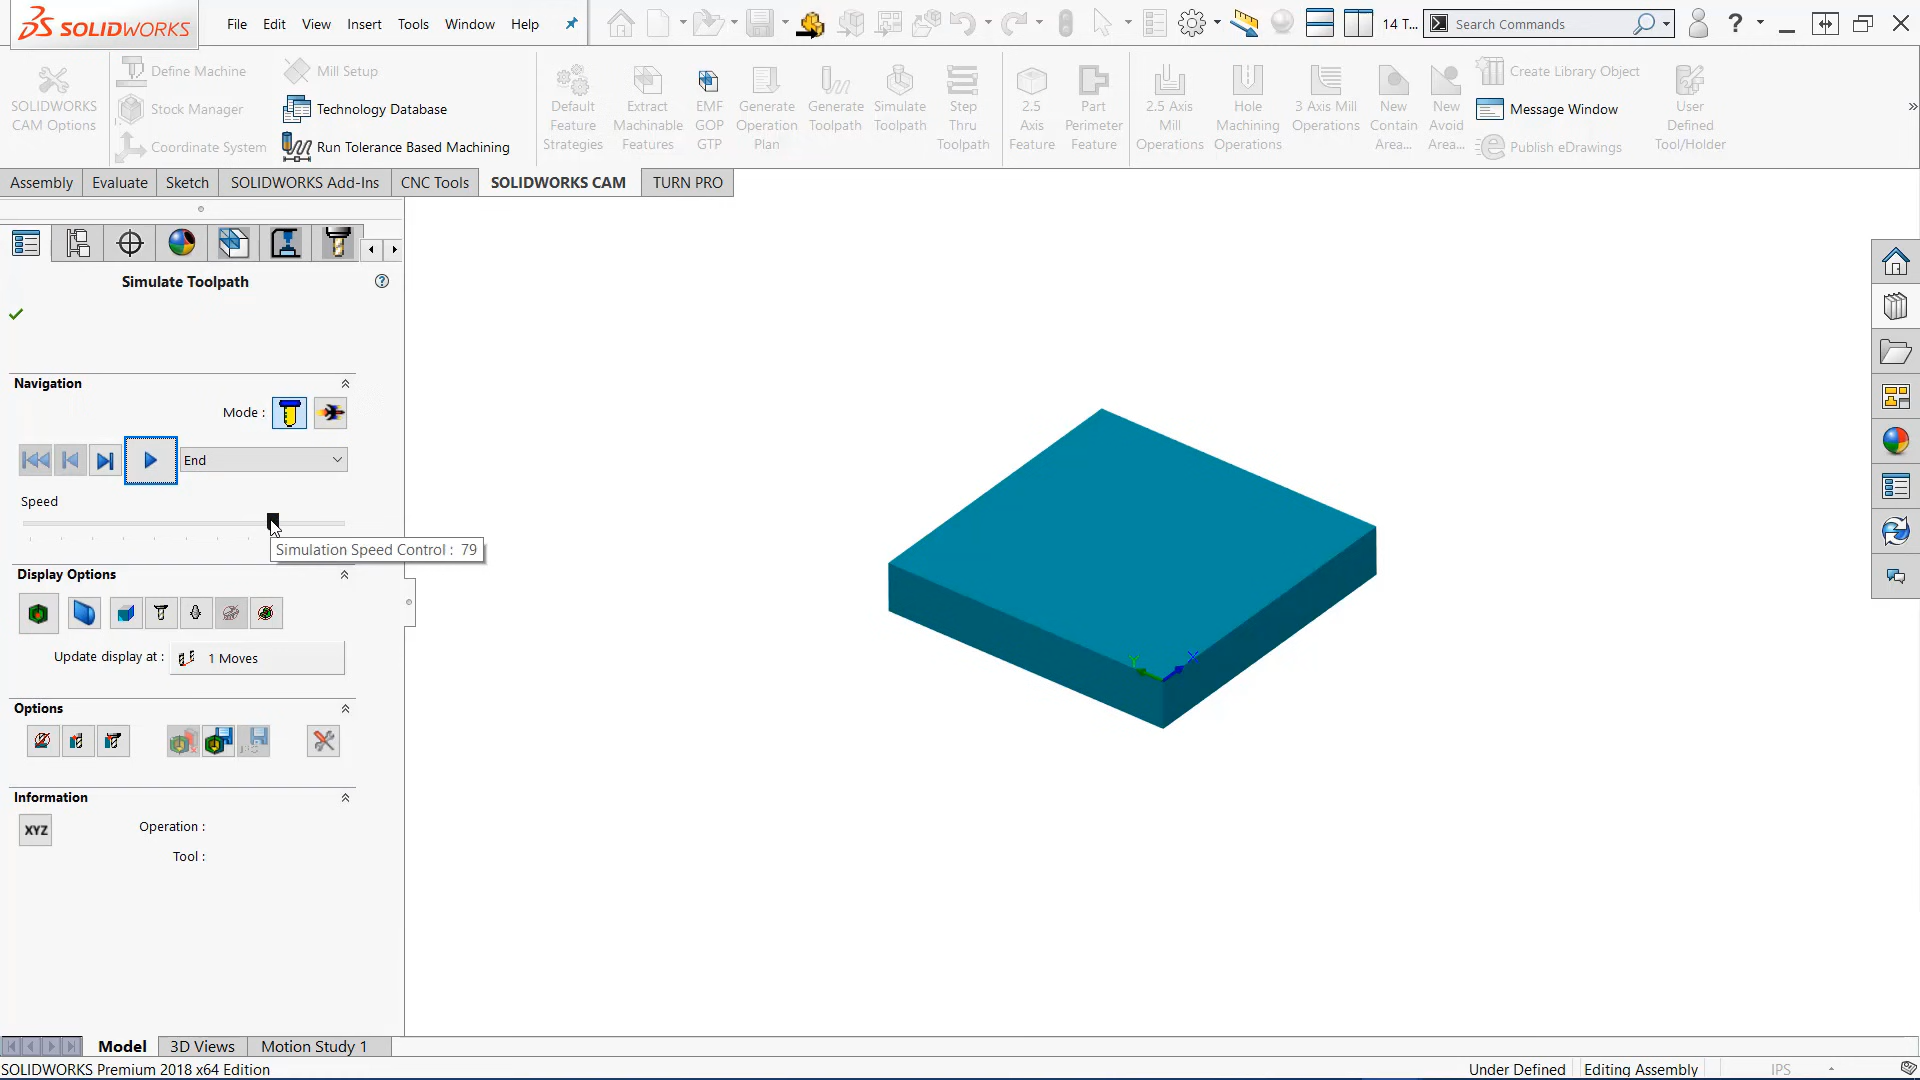 SOLIDWORKS
File Edit View Insert Tools Window Help
14 T...
Search Commands
?
SOLIDWORKS
CAM Options
Define Machine
Stock Manager
Coordinate System
Mill Setup
Technology Database
Run Tolerance Based Machining
Default
Feature
Strategies
Extract
Machinable
Features
EMF
GOP
GTP
Generate
Operation
Plan
Generate
Toolpath
Simulate
Toolpath
Step
Thru
Toolpath
2.5
Axis
Feature
Part
Perimeter
Feature
2.5 Axis
Mill
Operations
Hole
Machining
Operations
3 Axis Mill
Operations
New
Contain
Area...
New
Avoid
Area...
Create Library Object
Message Window
Publish eDrawings
User
Defined
Tool/Holder
Assembly Evaluate Sketch SOLIDWORKS Add-Ins CNC Tools SOLIDWORKS CAM TURN PRO
Simulate Toolpath
Navigation
Mode :
End
Speed
Simulation Speed Control : 79
Display Options
Update display at : 1 Moves
Options
Information
XYZ
Operation :
Tool :
Y X
Model 3D Views Motion Study 1
SOLIDWORKS Premium 2018 x64 Edition
Under Defined Editing Assembly IPS